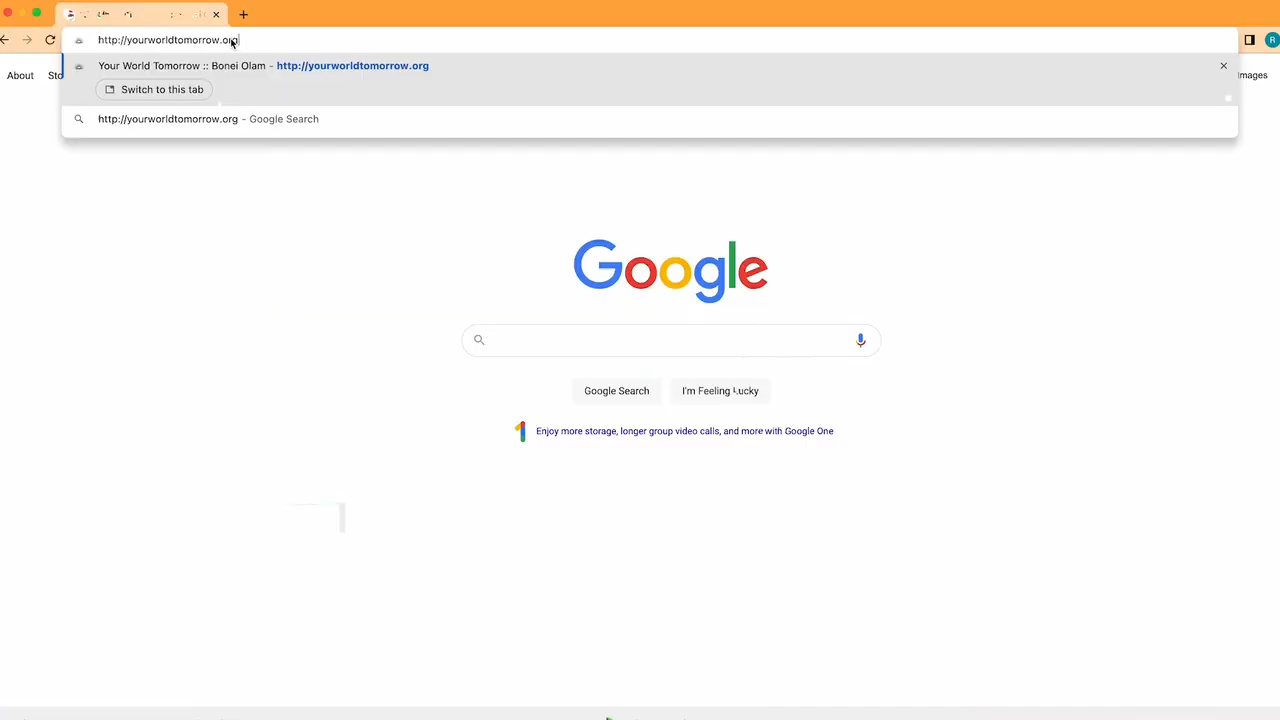 http://yourworldtomorrow.org
Your World Tomorrow :: Bonei Olam - http://yourworldtomorrow.org
Switch to this tab
http://yourworldtomorrow.org - Google Search
About
R
Google
Google Search
I'm Feeling Lucky
Enjoy more storage, longer group video calls, and more with Google One